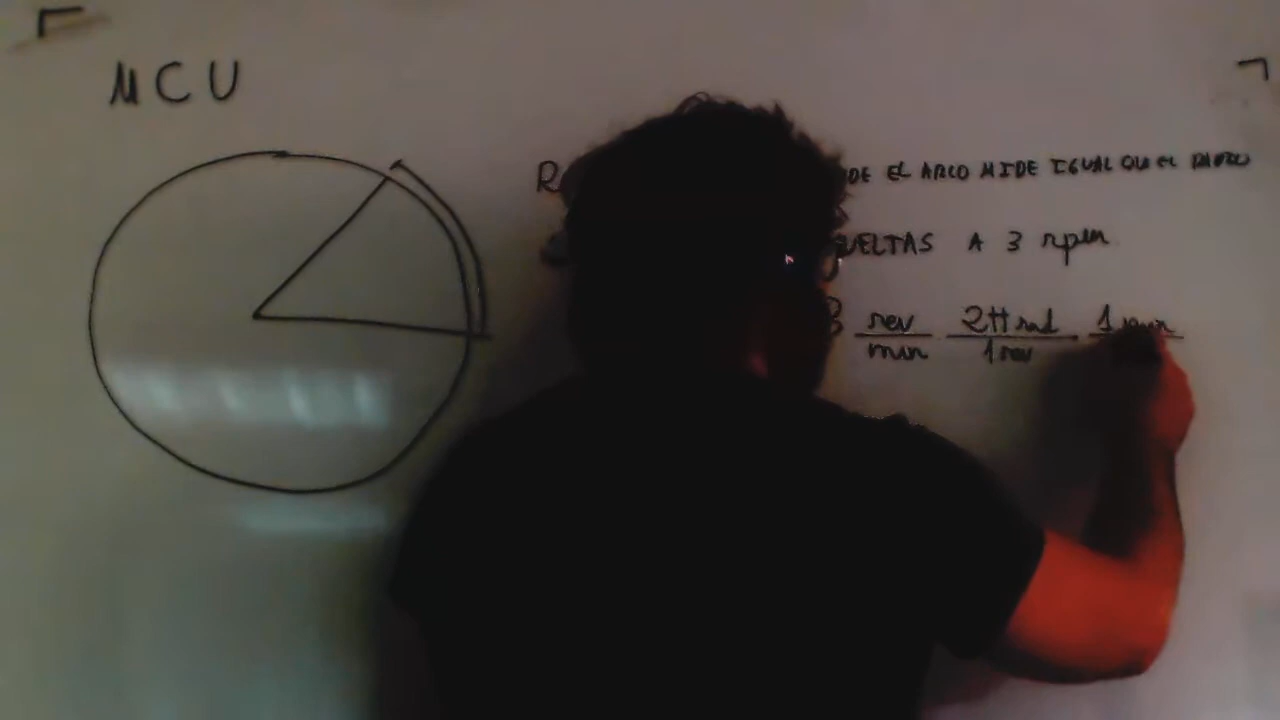 MCU
DE EL ARCO MIDE IGUAL QUE EL RADIO
VUELTAS A 3 rpm
3 rev/min 2π rad/1 rev 1 min